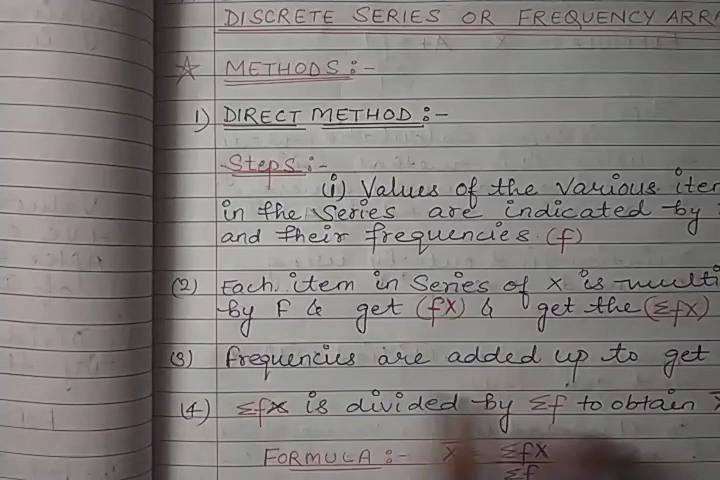 DISCRETE SERIES OR FREQUENCY ARR
☆ METHODS :-
1) DIRECT METHOD :-
Steps :-
(i) Values of the various item
in the Series are indicated by
and their frequencies. (f)
(2) Each item in Series of X is multi
by F & get (fX) & get the (Σfx)
(3) Frequencies are added up to get
(4) Σfx is divided by Σf to obtain X̄
FORMULA :- X̄ = Σfx
Σf